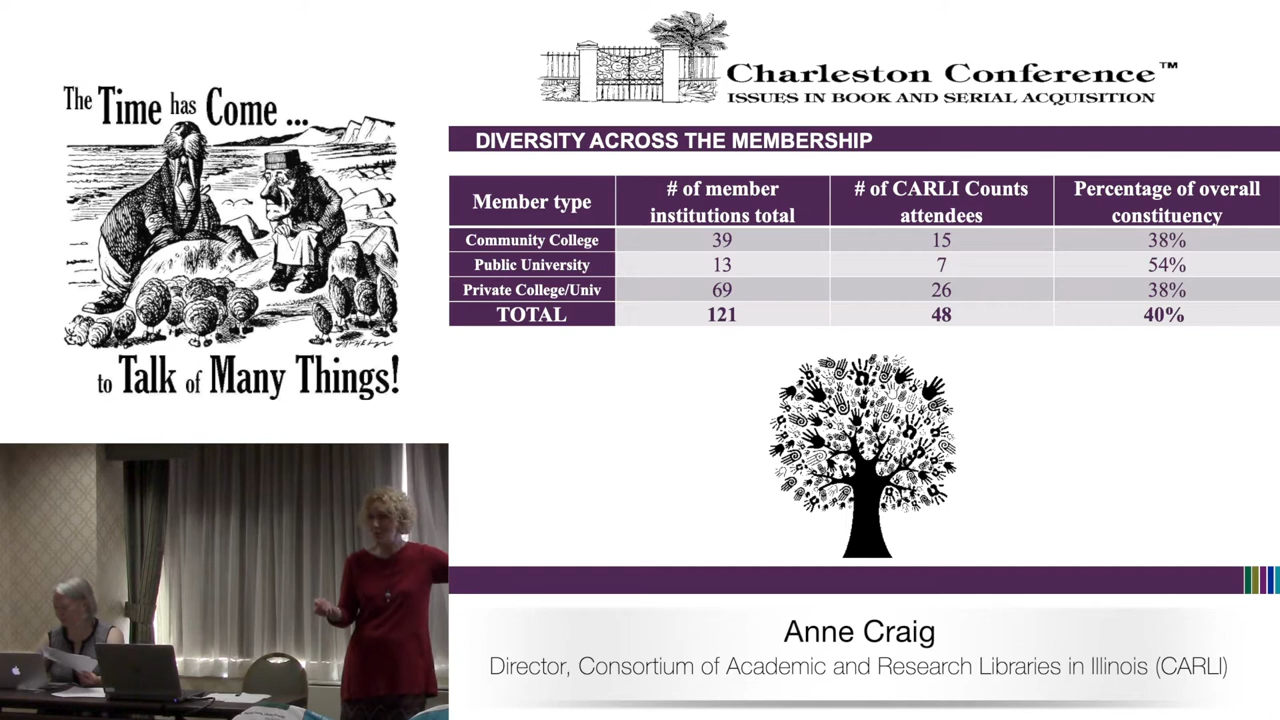 The Time has Come ...
to Talk of Many Things!
Charleston Conference™
ISSUES IN BOOK AND SERIAL ACQUISITION
DIVERSITY ACROSS THE MEMBERSHIP
Member type # of member institutions total # of CARLI Counts attendees Percentage of overall constituency
Community College 39 15 38%
Public University 13 7 54%
Private College/Univ 69 26 38%
TOTAL 121 48 40%
Anne Craig
Director, Consortium of Academic and Research Libraries in Illinois (CARLI)